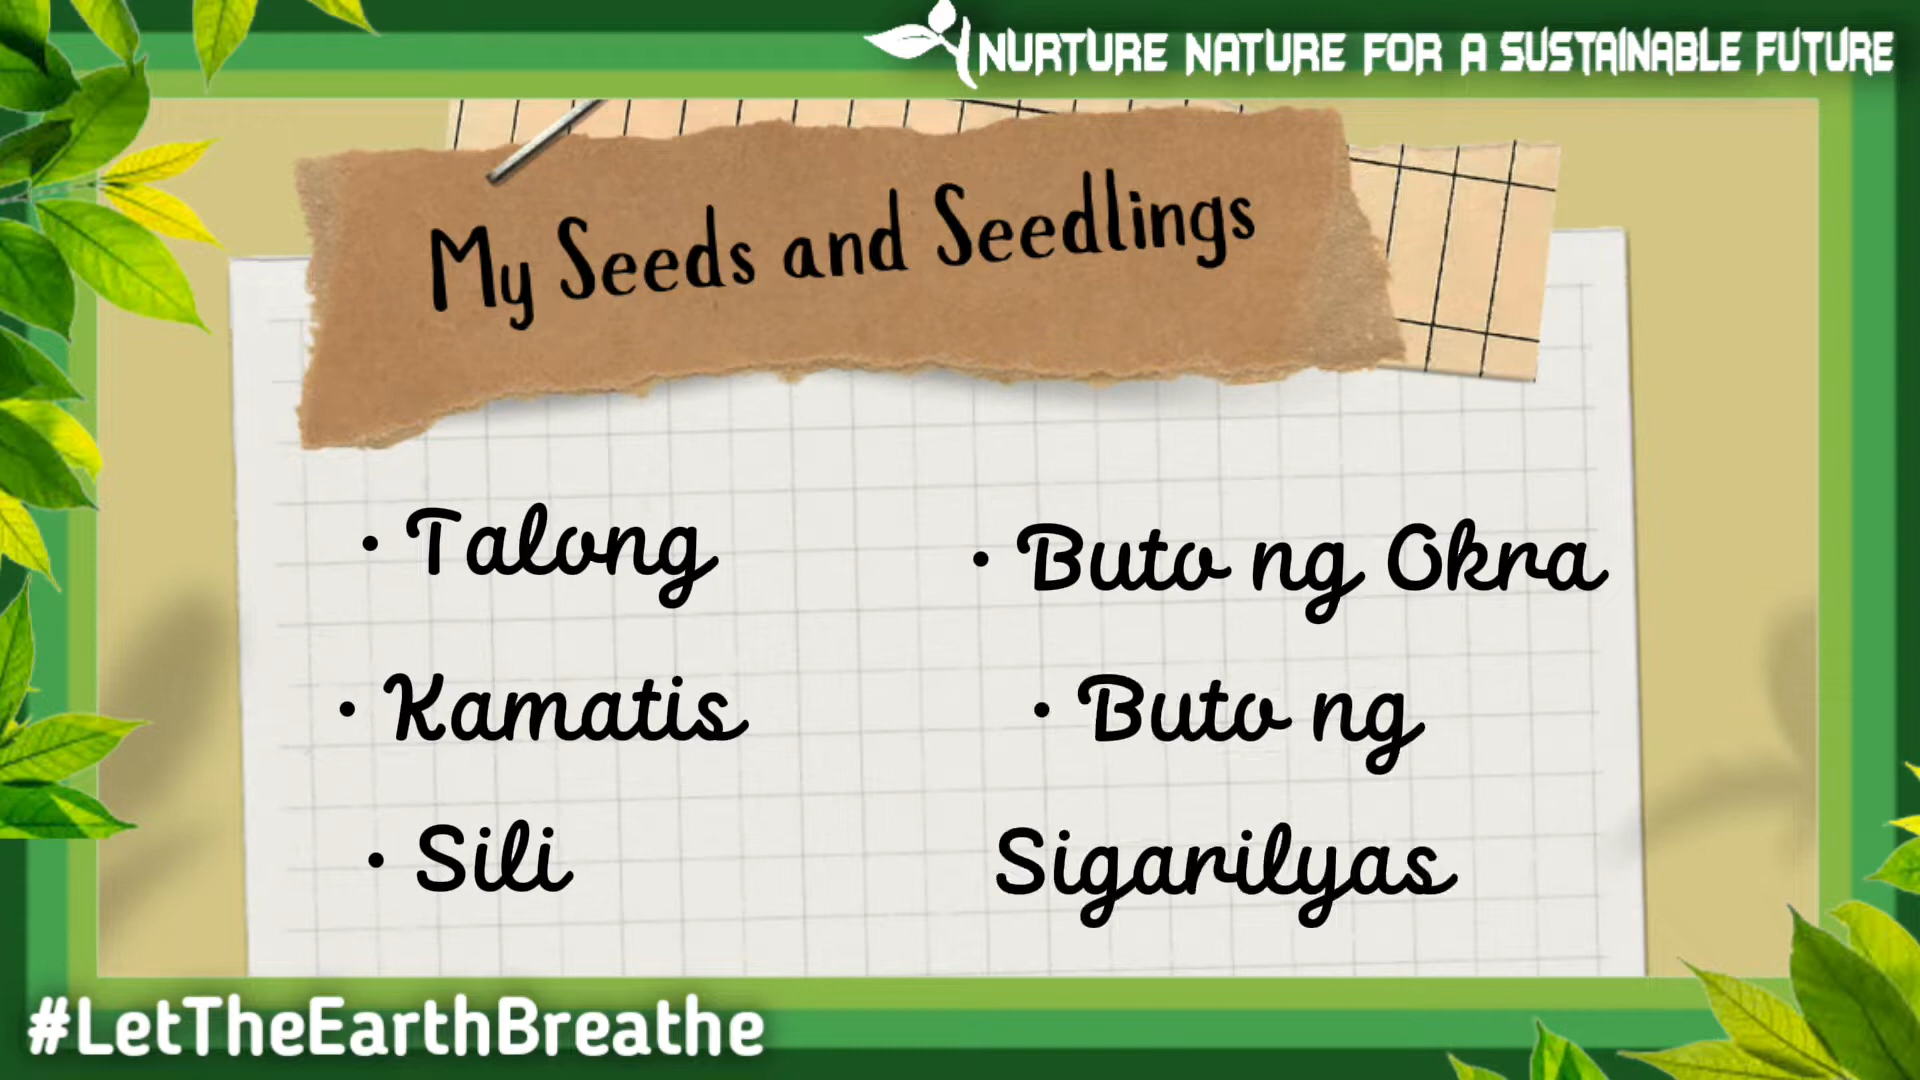 NURTURE NATURE FOR A SUSTAINABLE FUTURE
My Seeds and Seedlings
• Talong
• Kamatis
• Sili
• Buto ng Okra
• Buto ng
Sigarilyas
#LetTheEarthBreathe